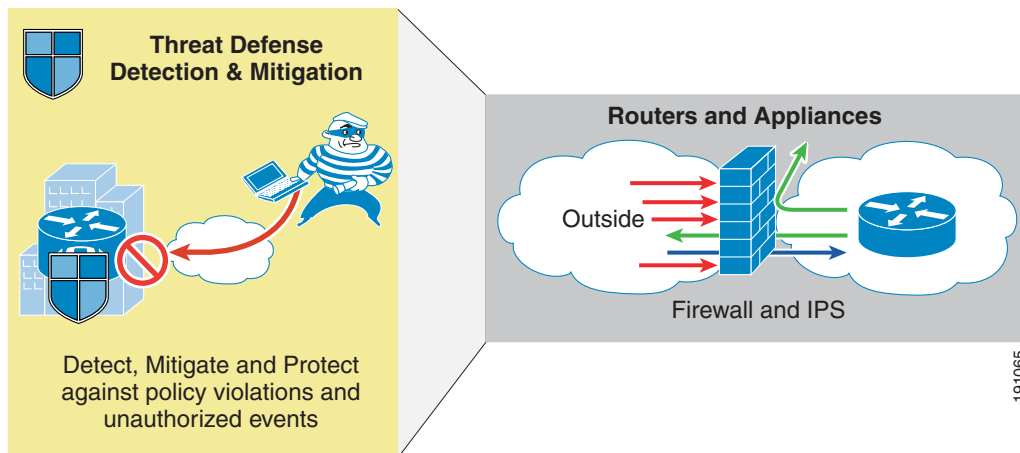 Threat Defense
Detection & Mitigation
Detect, Mitigate and Protect
against policy violations and
unauthorized events
Routers and Appliances
Outside
Firewall and IPS
191065